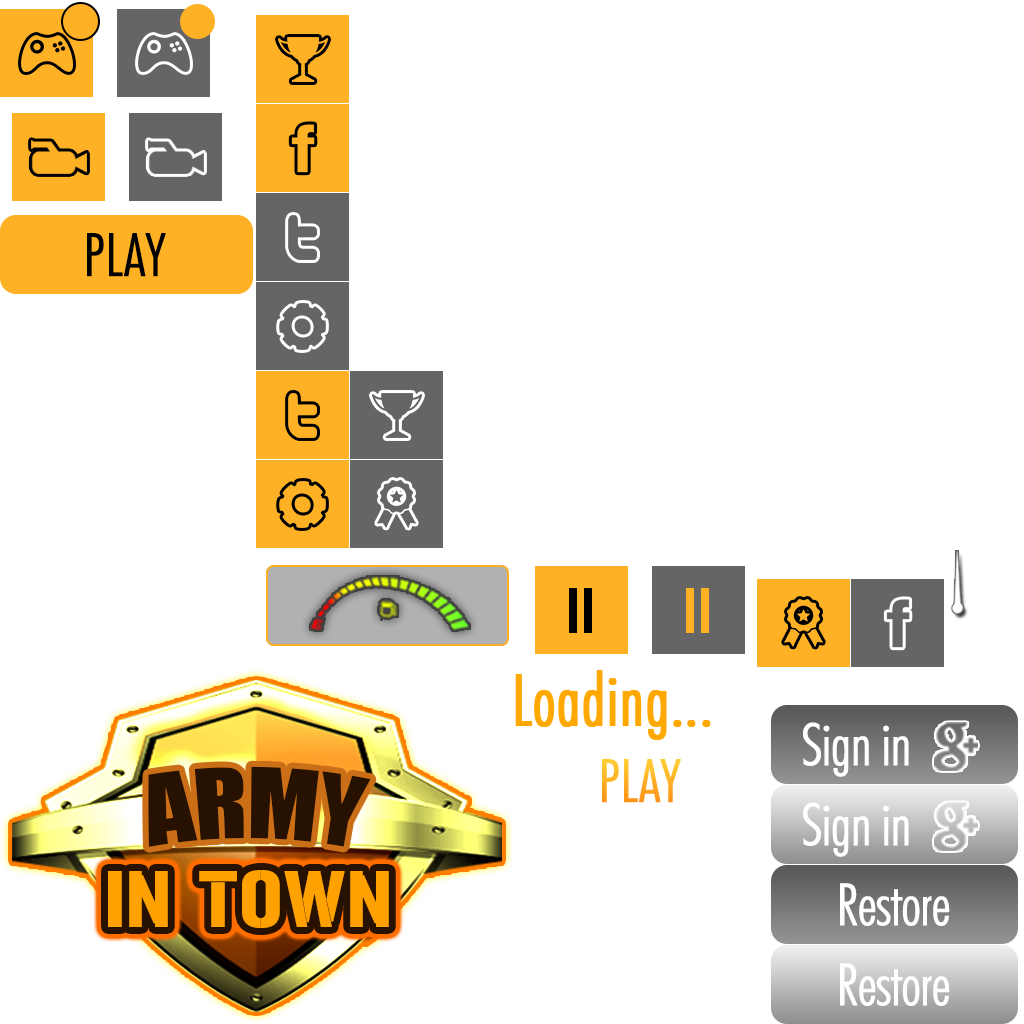 PLAY
Loading...
PLAY
ARMY
IN TOWN
Sign in g+
Sign in g+
Restore
Restore